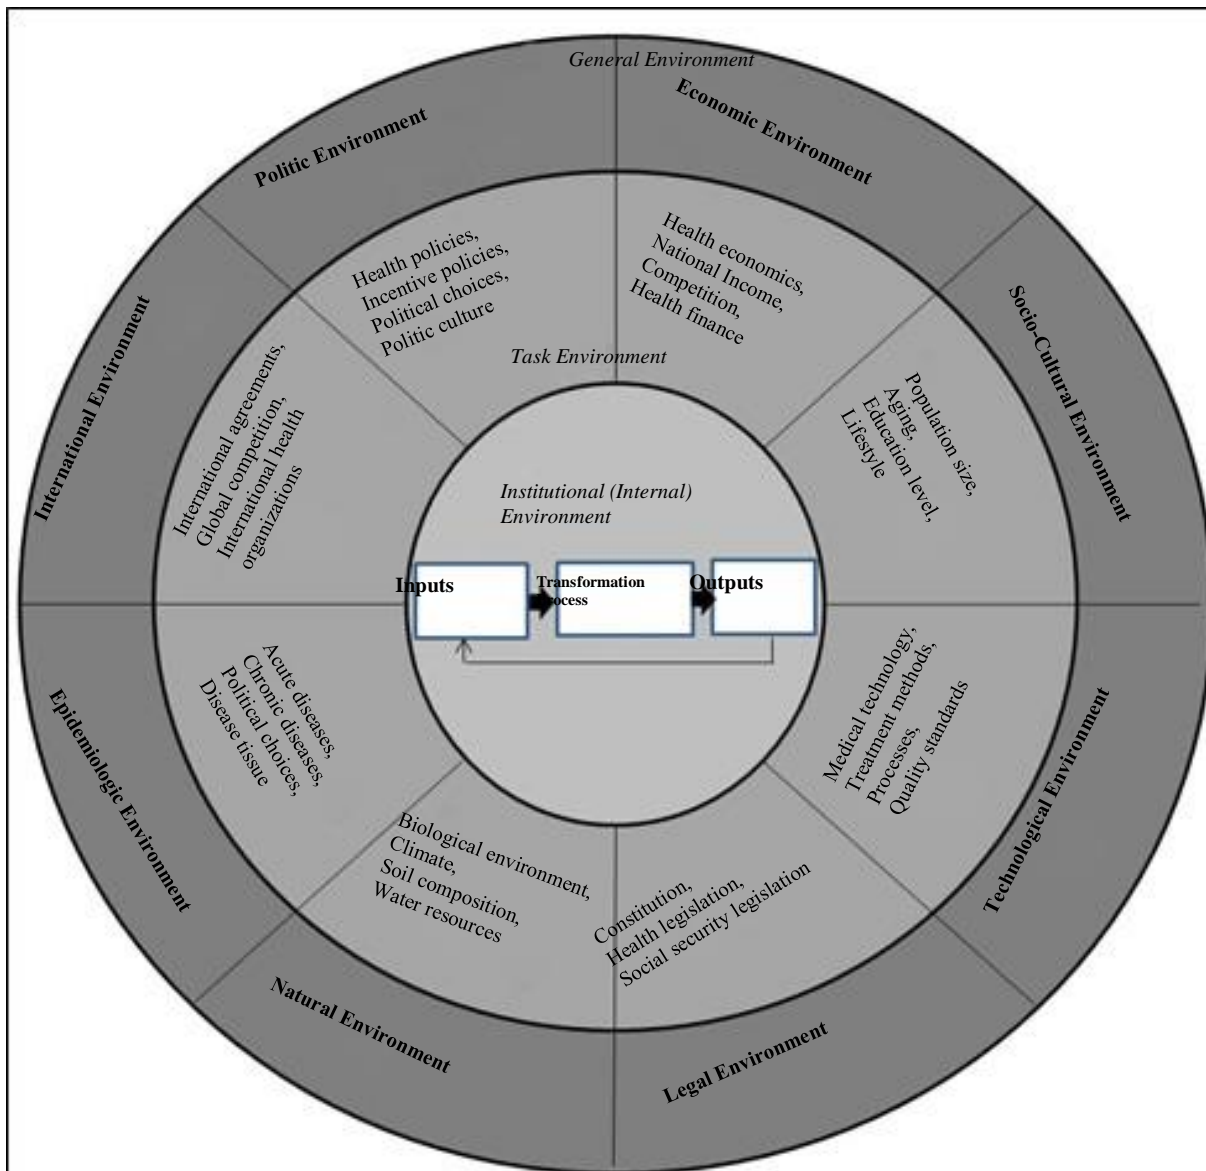 General Environment
Politic Environment
Economic Environment
Health policies,
Incentive policies,
Political choices,
Politic culture
Health economics,
National Income,
Competition,
Health finance
International Environment
Socio-Cultural Environment
International agreements,
Global competition,
International health
organizations
Task Environment
Population size,
Aging,
Education level,
Lifestyle
Institutional (Internal)
Environment
Inputs
Transformation
rocess
Outputs
Epidemiologic Environment
Acute diseases,
Chronic diseases,
Political choices,
Disease tissue
Medical technology,
Treatment methods,
Processes,
Quality standards
Technological Environment
Biological environment,
Climate,
Soil composition,
Water resources
Constitution,
Health legislation,
Social security legislation
Natural Environment
Legal Environment